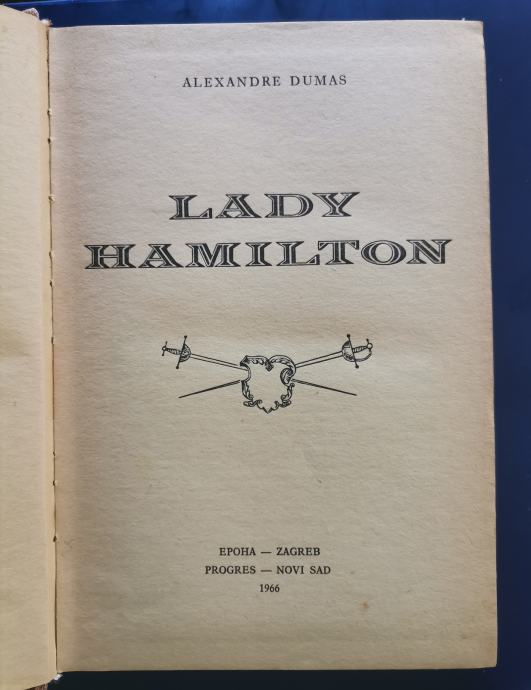 ALEXANDRE DUMAS
LADY
HAMILTON
EPOHA — ZAGREB
PROGRES — NOVI SAD
1966